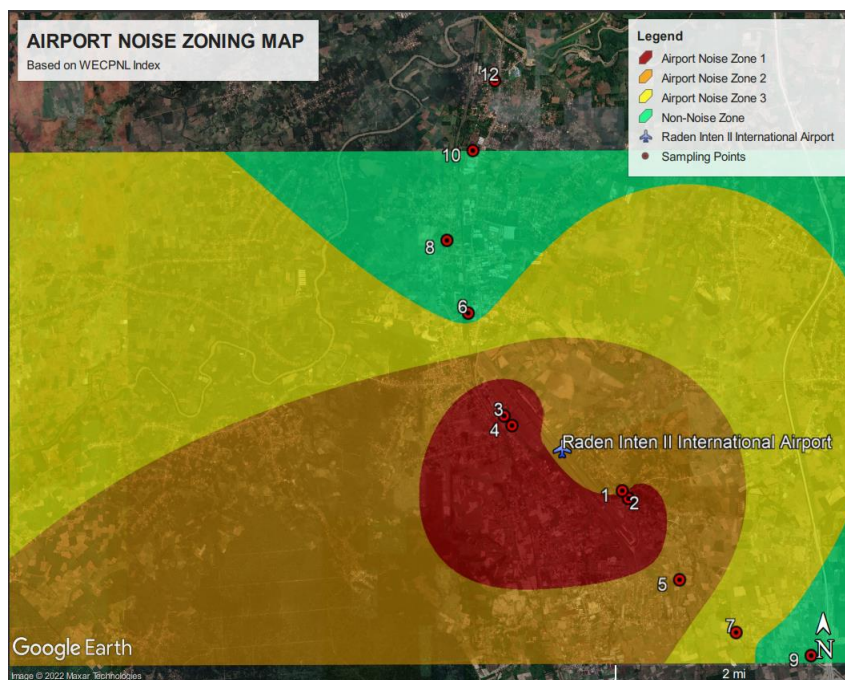 AIRPORT NOISE ZONING MAP
Based on WECPNL Index
Legend
Airport Noise Zone 1
Airport Noise Zone 2
Airport Noise Zone 3
Non-Noise Zone
Raden Inten II International Airport
Sampling Points
12
10
8
6
3
4
Raden Inten II International Airport
1
2
5
7
9
N
Google Earth
Image © 2022 Maxar Technologies
2 mi